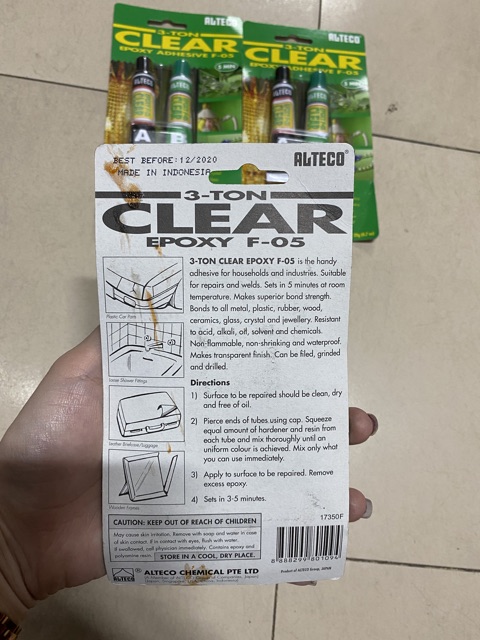 ALTECO
3-TON
CLEAR
EPOXY ADHESIVE F-05
ALTECO
A
B
ALTECO
3-TON
CLEAR
EPOXY ADHESIVE F-05
5 MIN
ALTECO
BEST BEFORE:12/2020
MADE IN INDONESIA
ALTECO®
3-TON
CLEAR
EPOXY F-05
3-TON CLEAR EPOXY F-05 is the handy
adhesive for households and industries. Suitable
for repairs and welds. Sets in 5 minutes at room
temperature. Makes superior bond strength.
Bonds to all metal, plastic, rubber, wood,
ceramics, glass, crystal and jewellery. Resistant
to acid, alkali, oil, solvent and chemicals.
Non-flammable, non-shrinking and waterproof.
Makes transparent finish. Can be filed, grinded
and drilled.
Plastic Car Parts
Loose Shower Fittings
Leather Briefcase/Luggage
Wooden Frames
Directions
1) Surface to be repaired should be clean, dry
and free of oil.
2) Pierce ends of tubes using cap. Squeeze
equal amount of hardener and resin from
each tube and mix thoroughly until an
uniform colour is achieved. Mix only what
you can use immediately.
3) Apply to surface to be repaired. Remove
excess epoxy.
4) Sets in 3-5 minutes.
17350F
CAUTION: KEEP OUT OF REACH OF CHILDREN
May cause skin irritation. Remove with soap and water in case
of skin contact. If in contact with eyes, flush with water.
If swallowed, call physician immediately. Contains epoxy and
polyamine resin.
STORE IN A COOL, DRY PLACE.
8 888299 801094
ALTECO
ALTECO CHEMICAL PTE LTD
Product of ALTECO Group, JAPAN